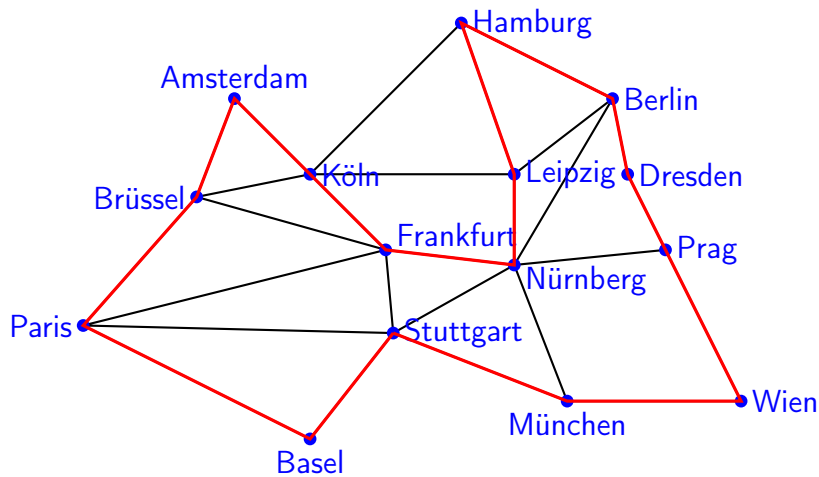 Hamburg
Amsterdam
Berlin
Köln
Leipzig
Dresden
Brüssel
Frankfurt
Prag
Nürnberg
Paris
Stuttgart
Wien
München
Basel